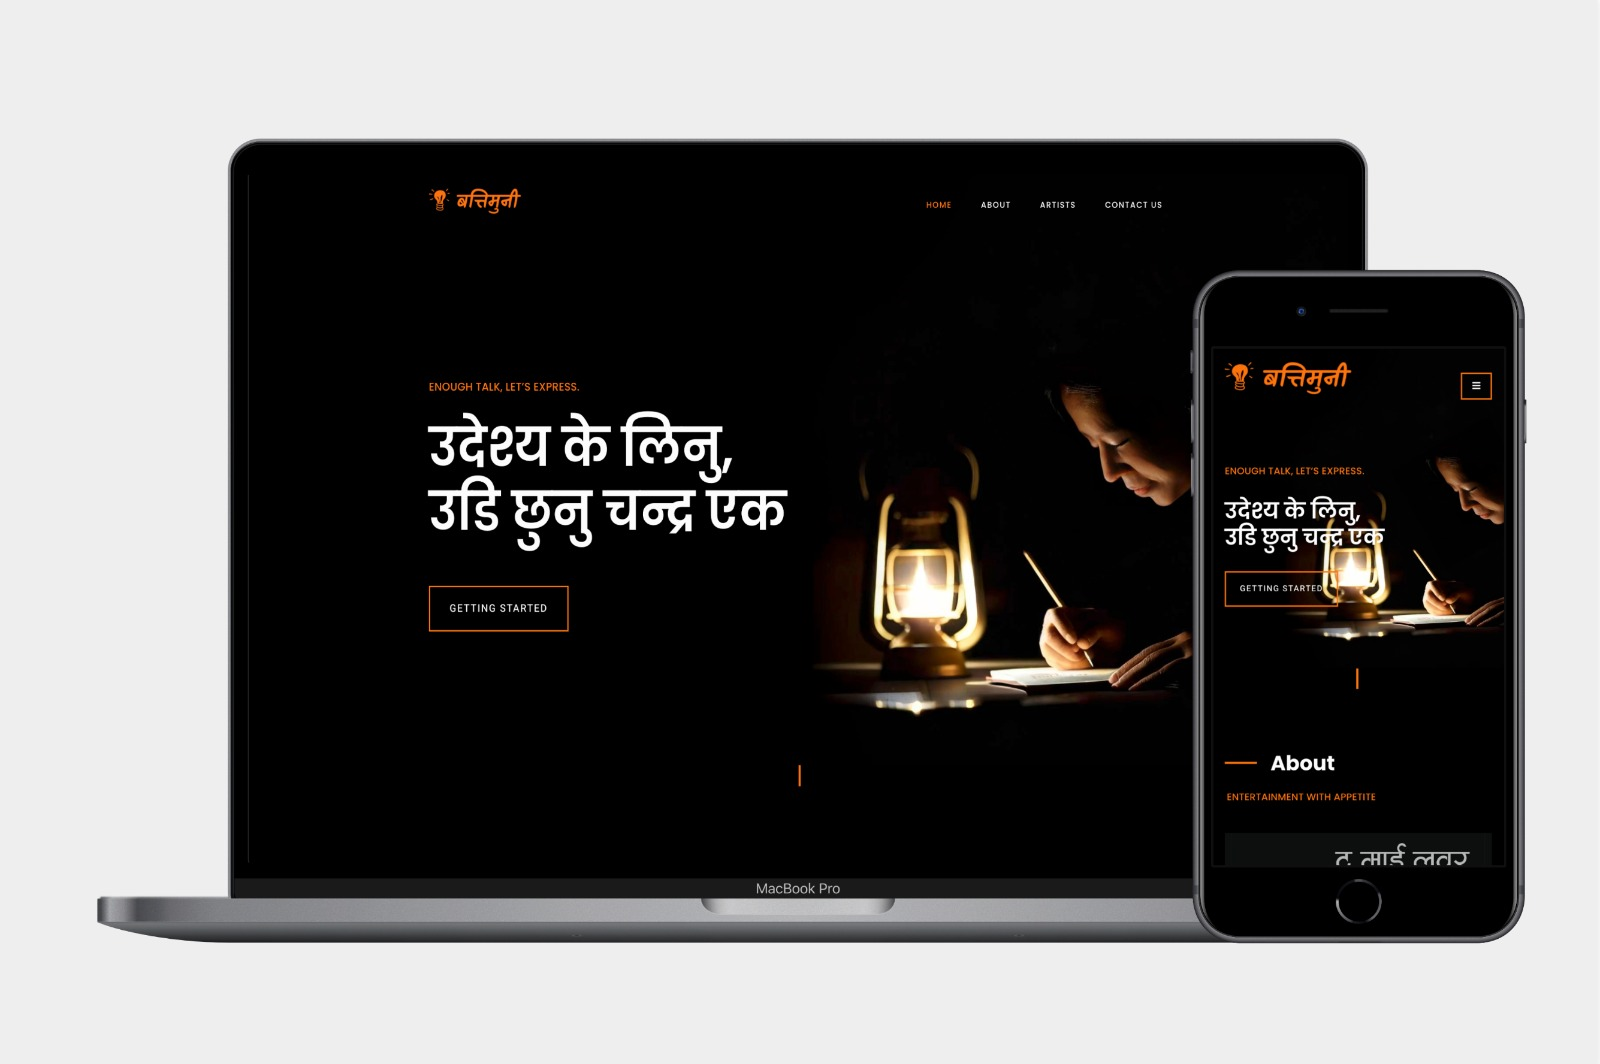 बत्तिमुनी
HOME ABOUT ARTISTS CONTACT US
ENOUGH TALK, LET'S EXPRESS.
उदेश्य के लिनु,
उडि छुनु चन्द्र एक
GETTING STARTED
MacBook Pro
बत्तिमुनी
ENOUGH TALK, LET'S EXPRESS.
उदेश्य के लिनु,
उडि छुनु चन्द्र एक
GETTING STARTED
About
ENTERTAINMENT WITH APPETITE
द माई लवर